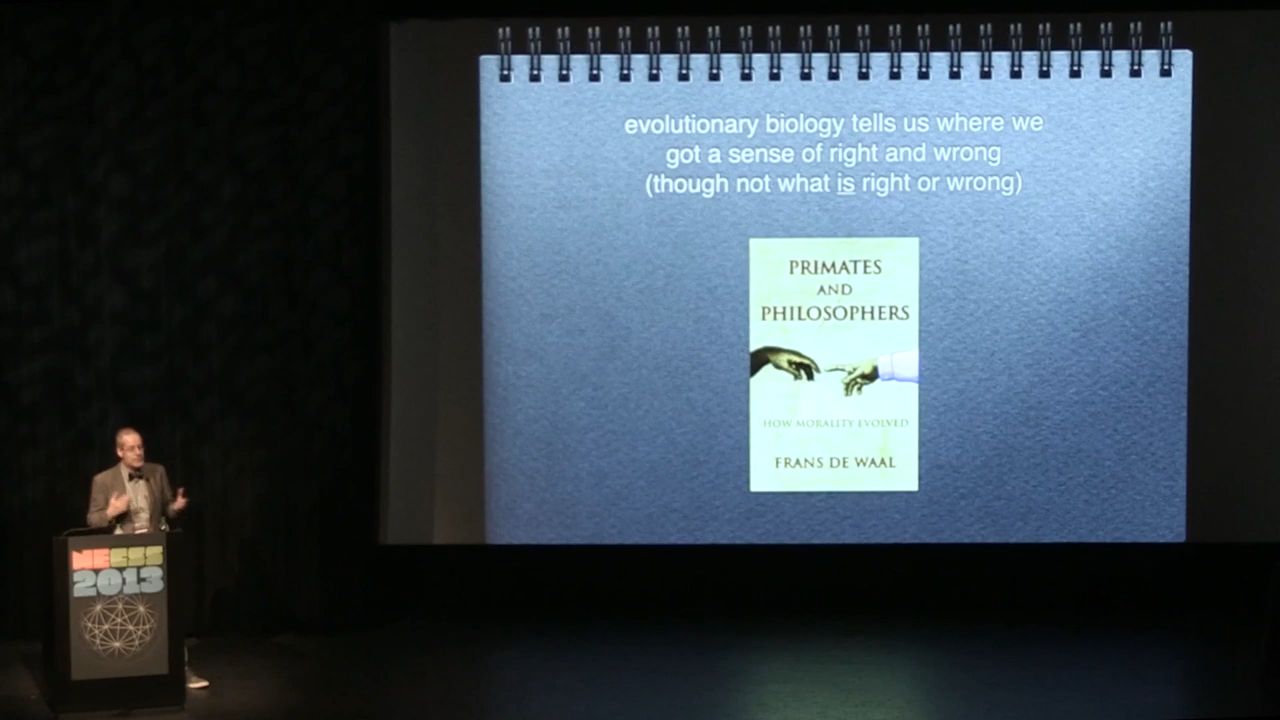 evolutionary biology tells us where we
got a sense of right and wrong
(though not what is right or wrong)
PRIMATES
AND
PHILOSOPHERS
HOW MORALITY EVOLVED
FRANS DE WAAL
NECSS
2013